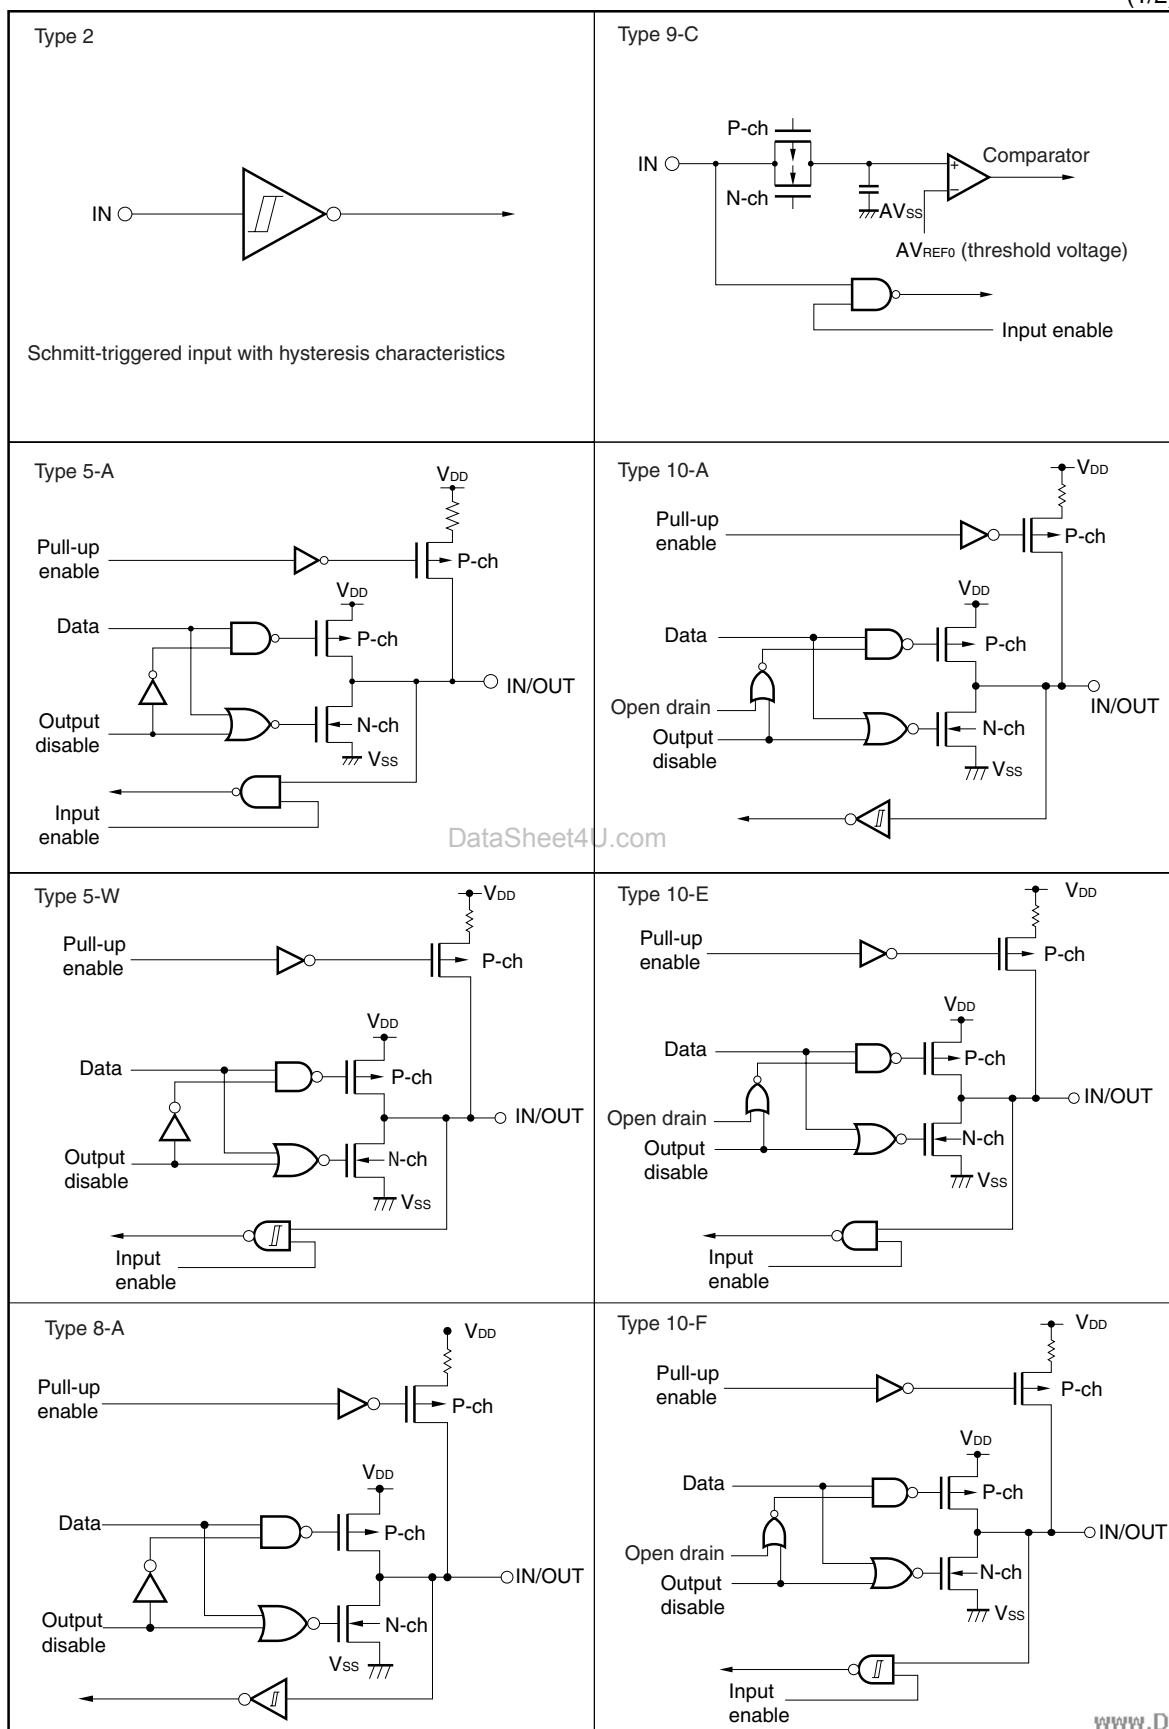 Type 2
IN
Schmitt-triggered input with hysteresis characteristics
Type 9-C
P-ch
IN
N-ch
Comparator
+
−
AVSS
AVREF0 (threshold voltage)
Input enable
Type 5-A
VDD
Pull-up
enable
P-ch
VDD
Data
P-ch
IN/OUT
Output
disable
N-ch
VSS
Input
enable
Type 10-A
VDD
Pull-up
enable
P-ch
VDD
Data
P-ch
Open drain
IN/OUT
Output
disable
N-ch
VSS
DataSheet4U.com
Type 5-W
VDD
Pull-up
enable
P-ch
VDD
Data
P-ch
IN/OUT
Output
disable
N-ch
VSS
Input
enable
Type 10-E
VDD
Pull-up
enable
P-ch
VDD
Data
P-ch
IN/OUT
Open drain
Output
disable
N-ch
VSS
Input
enable
Type 8-A
VDD
Pull-up
enable
P-ch
VDD
Data
P-ch
IN/OUT
Output
disable
N-ch
VSS
Type 10-F
VDD
Pull-up
enable
P-ch
VDD
Data
P-ch
IN/OUT
Open drain
Output
disable
N-ch
VSS
Input
enable
www.D